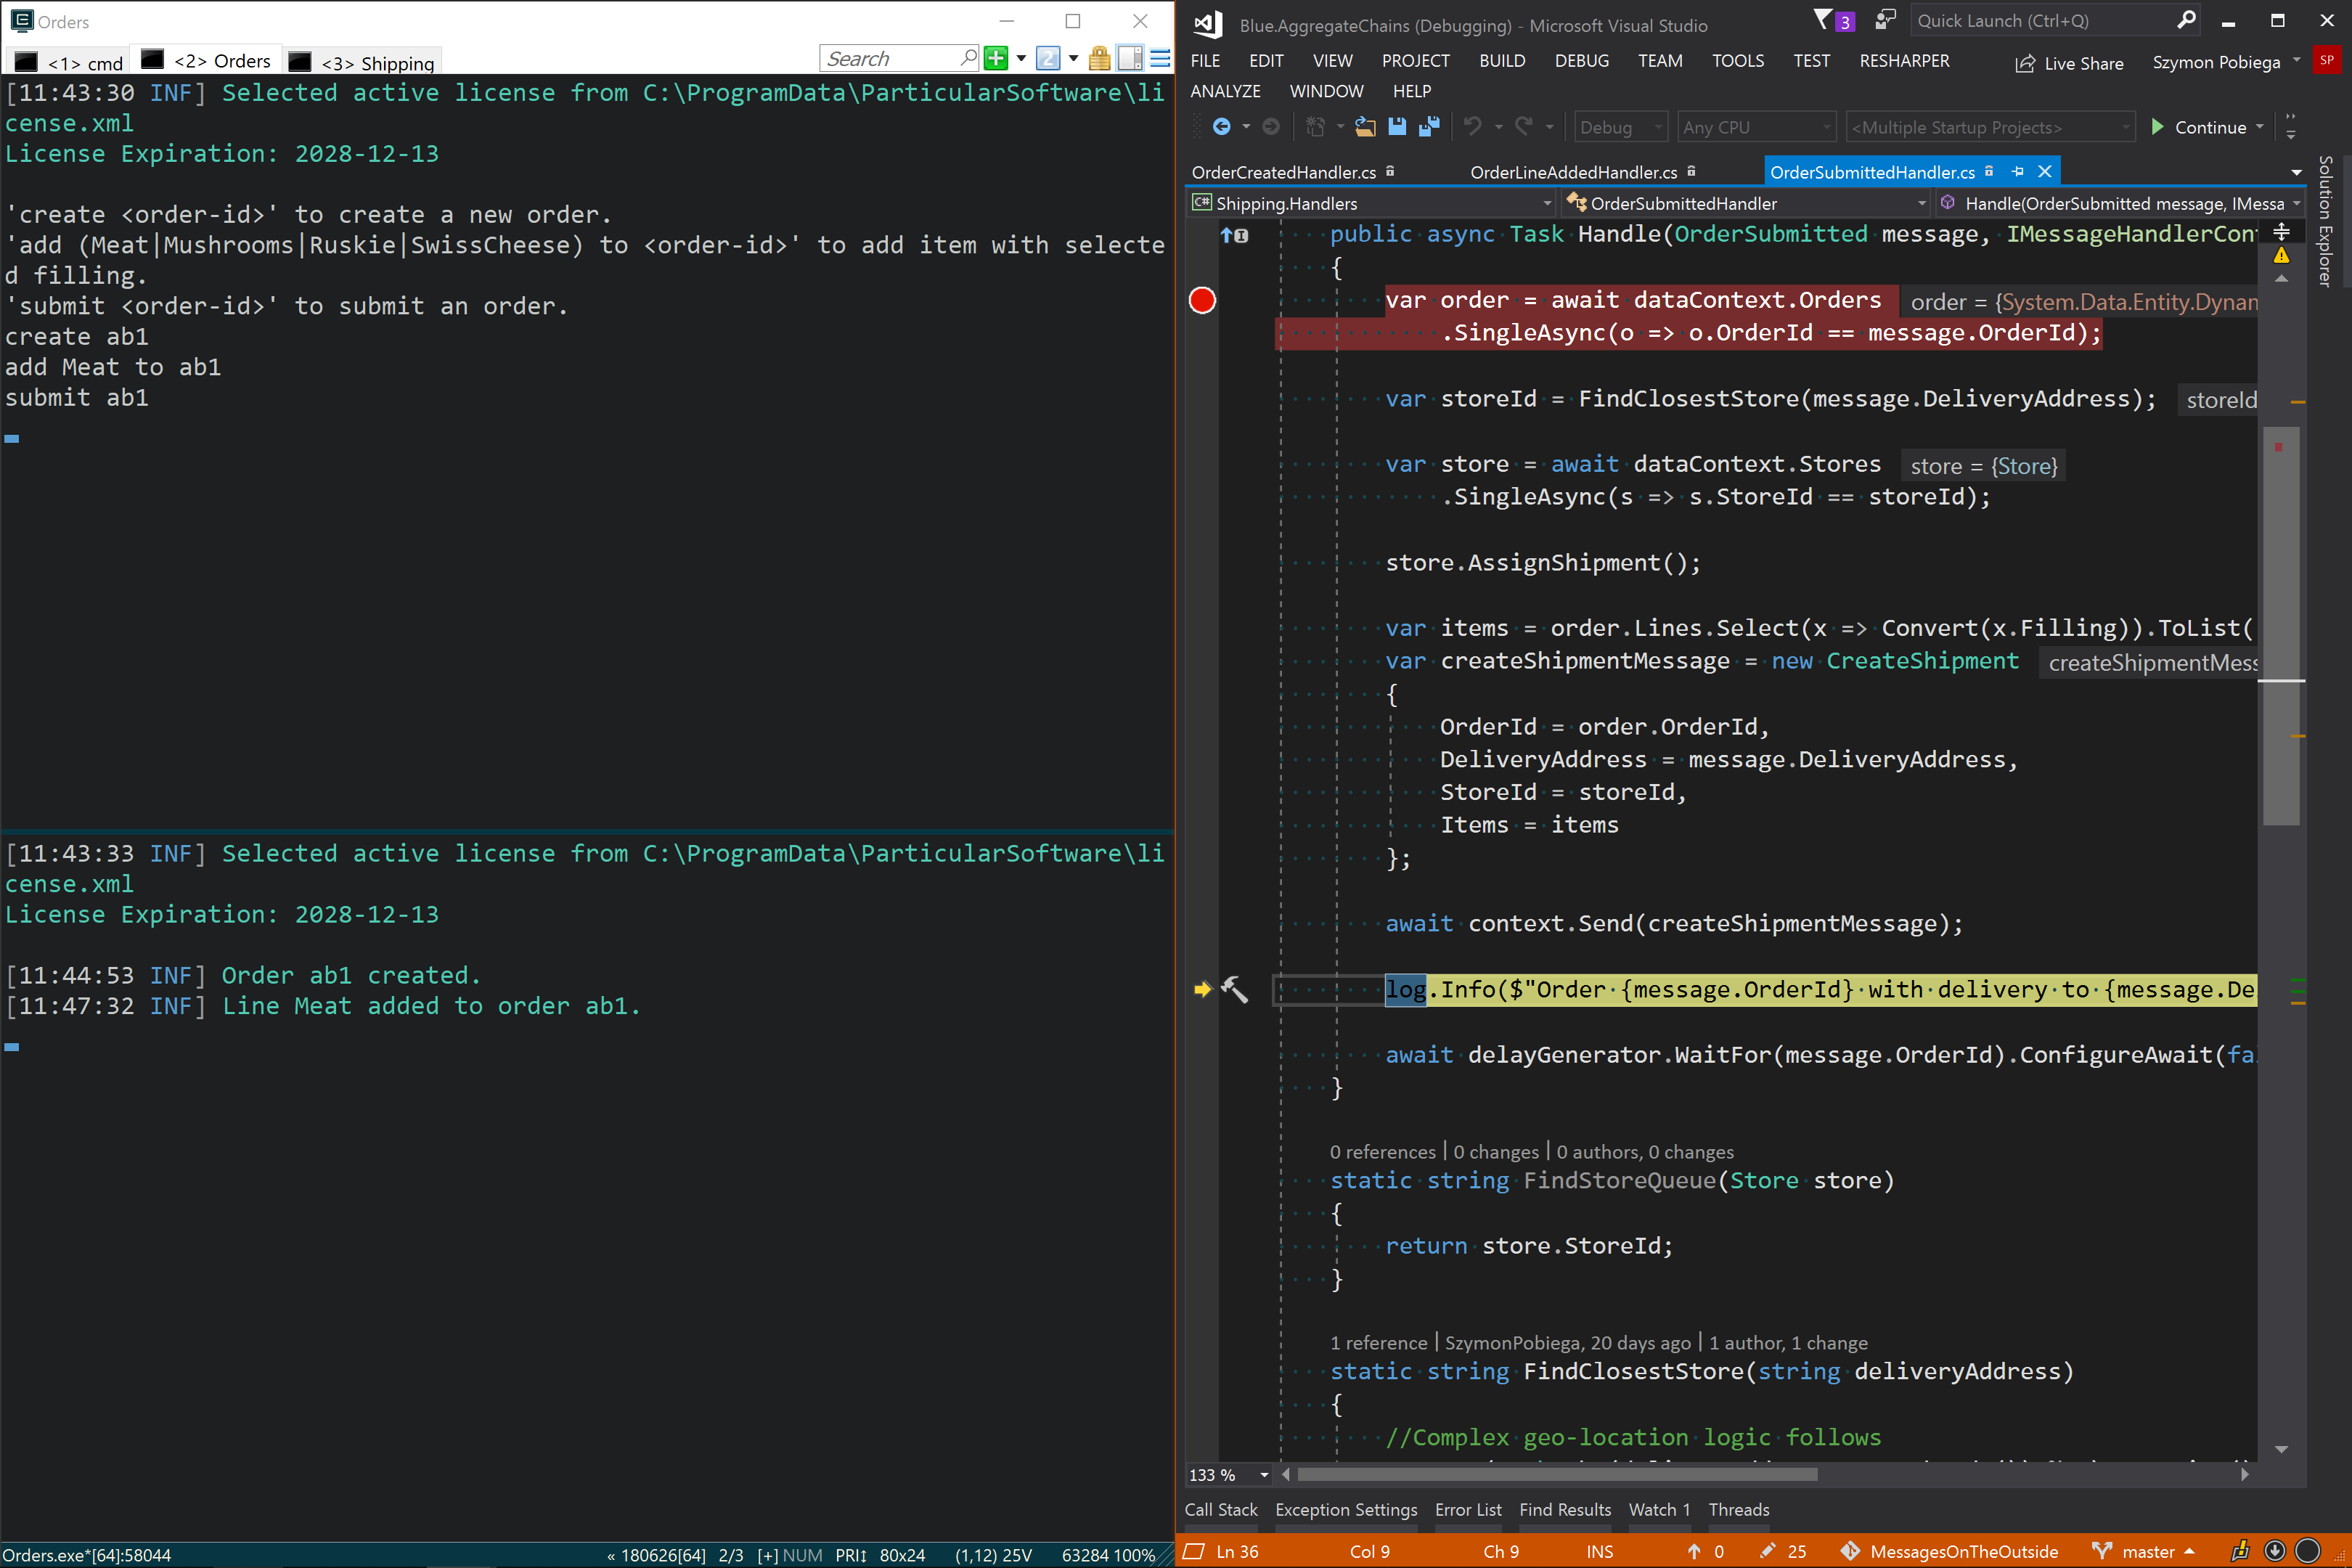 Orders
<1> cmd
<2> Orders
<3> Shipping
Search
2
[11:43:30 INF] Selected active license from C:\ProgramData\ParticularSoftware\li
cense.xml
License Expiration: 2028-12-13
'create <order-id>' to create a new order.
'add (Meat|Mushrooms|Ruskie|SwissCheese) to <order-id>' to add item with selecte
d filling.
'submit <order-id>' to submit an order.
create ab1
add Meat to ab1
submit ab1
[11:43:33 INF] Selected active license from C:\ProgramData\ParticularSoftware\li
cense.xml
License Expiration: 2028-12-13
[11:44:53 INF] Order ab1 created.
[11:47:32 INF] Line Meat added to order ab1.
Orders.exe*[64]:58044
« 180626[64] 2/3 [+] NUM PRI↕ 80x24 (1,12) 25V 63284 100%
Blue.AggregateChains (Debugging) - Microsoft Visual Studio
3
Quick Launch (Ctrl+Q)
FILE EDIT VIEW PROJECT BUILD DEBUG TEAM TOOLS TEST RESHARPER
Live Share
Szymon Pobiega
SP
ANALYZE WINDOW HELP
Debug
Any CPU
<Multiple Startup Projects>
Continue
OrderCreatedHandler.cs
OrderLineAddedHandler.cs
OrderSubmittedHandler.cs
Solution Explorer
C# Shipping.Handlers
OrderSubmittedHandler
Handle(OrderSubmitted message, IMessa
public async Task Handle(OrderSubmitted message, IMessageHandlerCon
{
var order = await dataContext.Orders order = {System.Data.Entity.Dynan
.SingleAsync(o => o.OrderId == message.OrderId);
var storeId = FindClosestStore(message.DeliveryAddress); storeId
var store = await dataContext.Stores store = {Store}
.SingleAsync(s => s.StoreId == storeId);
store.AssignShipment();
var items = order.Lines.Select(x => Convert(x.Filling)).ToList(
var createShipmentMessage = new CreateShipment createShipmentMess
{
OrderId = order.OrderId,
DeliveryAddress = message.DeliveryAddress,
StoreId = storeId,
Items = items
};
await context.Send(createShipmentMessage);
log.Info($"Order {message.OrderId} with delivery to {message.De
await delayGenerator.WaitFor(message.OrderId).ConfigureAwait(fa
}
0 references | 0 changes | 0 authors, 0 changes
static string FindStoreQueue(Store store)
{
return store.StoreId;
}
1 reference | SzymonPobiega, 20 days ago | 1 author, 1 change
static string FindClosestStore(string deliveryAddress)
{
//Complex geo-location logic follows
133 %
Call Stack Exception Settings Error List Find Results Watch 1 Threads
Ln 36 Col 9 Ch 9 INS 0 25 MessagesOnTheOutside master